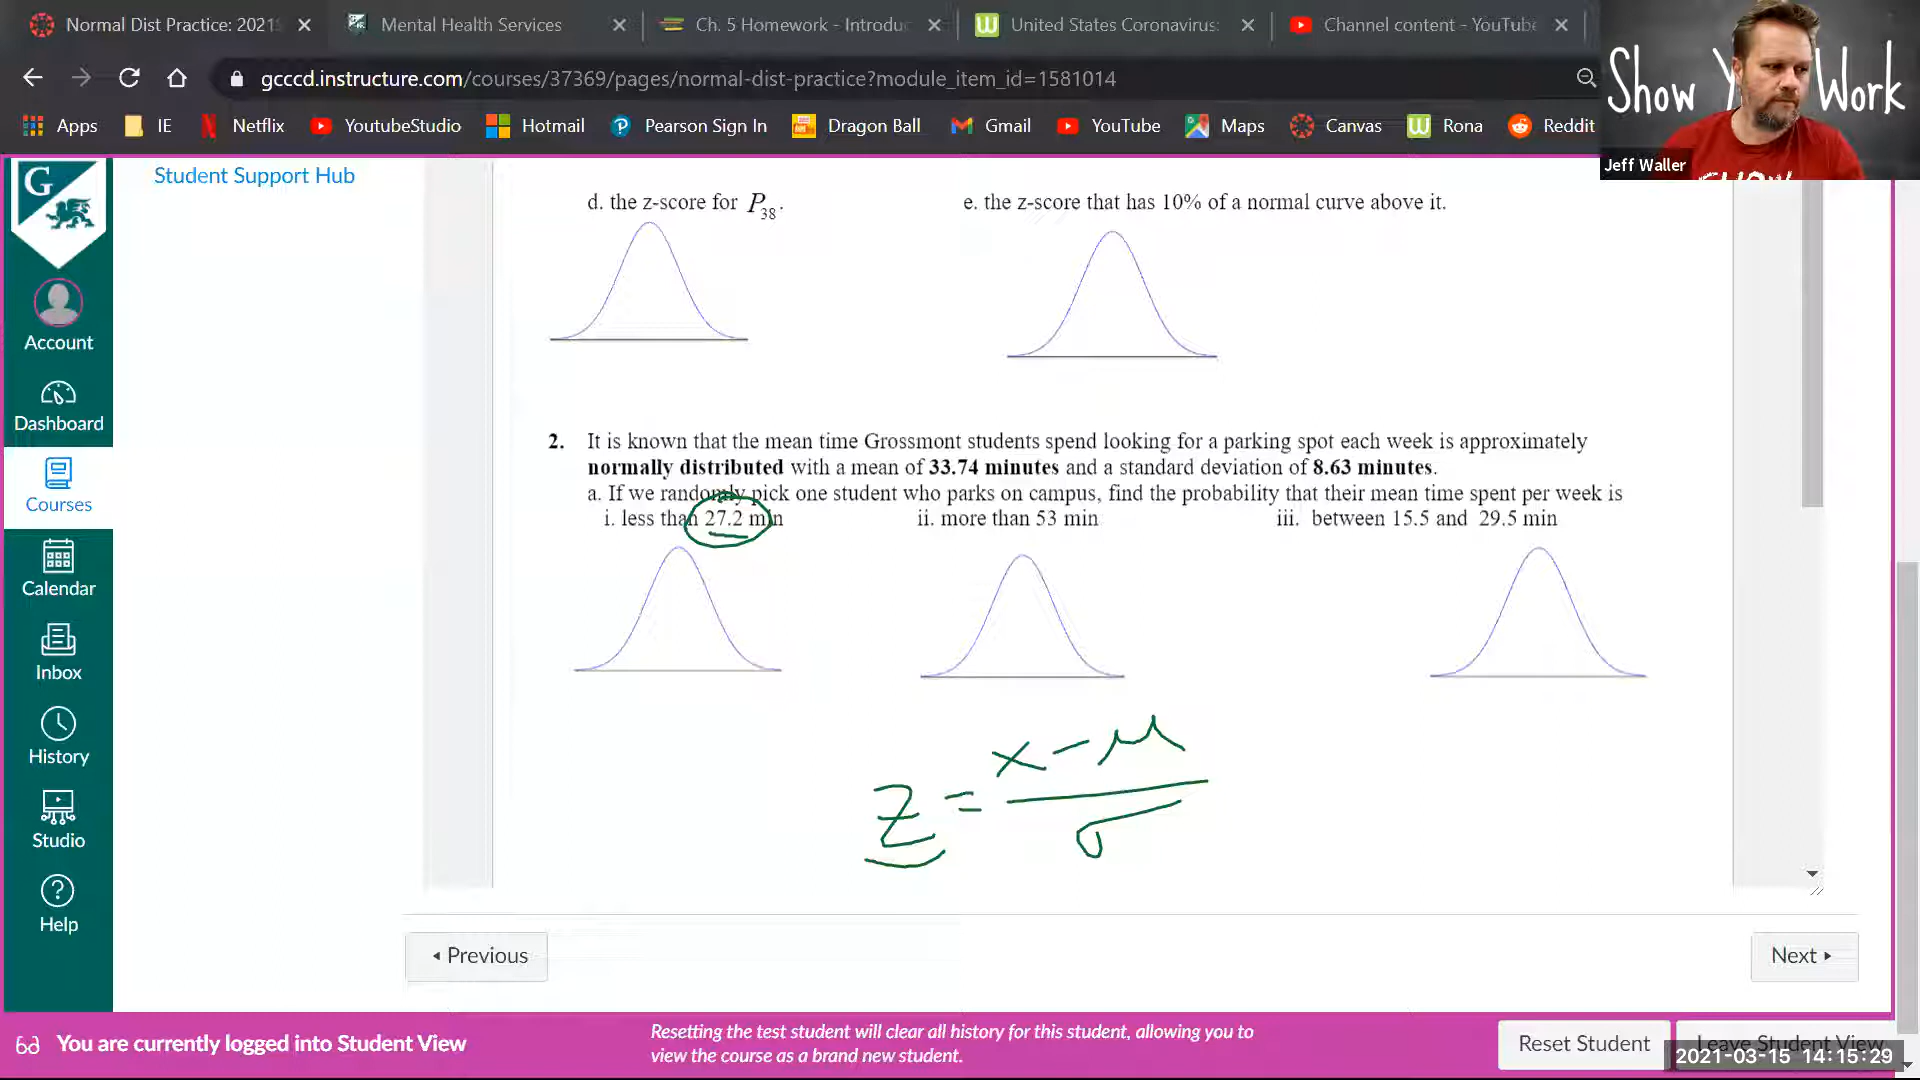 Normal Dist Practice: 2021S
Mental Health Services
Ch. 5 Homework - Introduc
United States Coronavirus:
Channel content - YouTube
gcccd.instructure.com/courses/37369/pages/normal-dist-practice?module_item_id=1581014
Apps IE Netflix YoutubeStudio Hotmail Pearson Sign In Dragon Ball Gmail YouTube Maps Canvas Rona Reddit
Show Y Work
Jeff Waller
SHOW
G
Student Support Hub
Account
Dashboard
Courses
Calendar
Inbox
History
Studio
Help
d. the z-score for P₃₈.
e. the z-score that has 10% of a normal curve above it.
2. It is known that the mean time Grossmont students spend looking for a parking spot each week is approximately
normally distributed with a mean of 33.74 minutes and a standard deviation of 8.63 minutes.
a. If we randomly pick one student who parks on campus, find the probability that their mean time spent per week is
i. less than 27.2 min
ii. more than 53 min
iii. between 15.5 and 29.5 min
z = x - μ
σ
Previous
Next
You are currently logged into Student View
Resetting the test student will clear all history for this student, allowing you to
view the course as a brand new student.
Reset Student
Leave Student View
2021-03-15 14:15:29